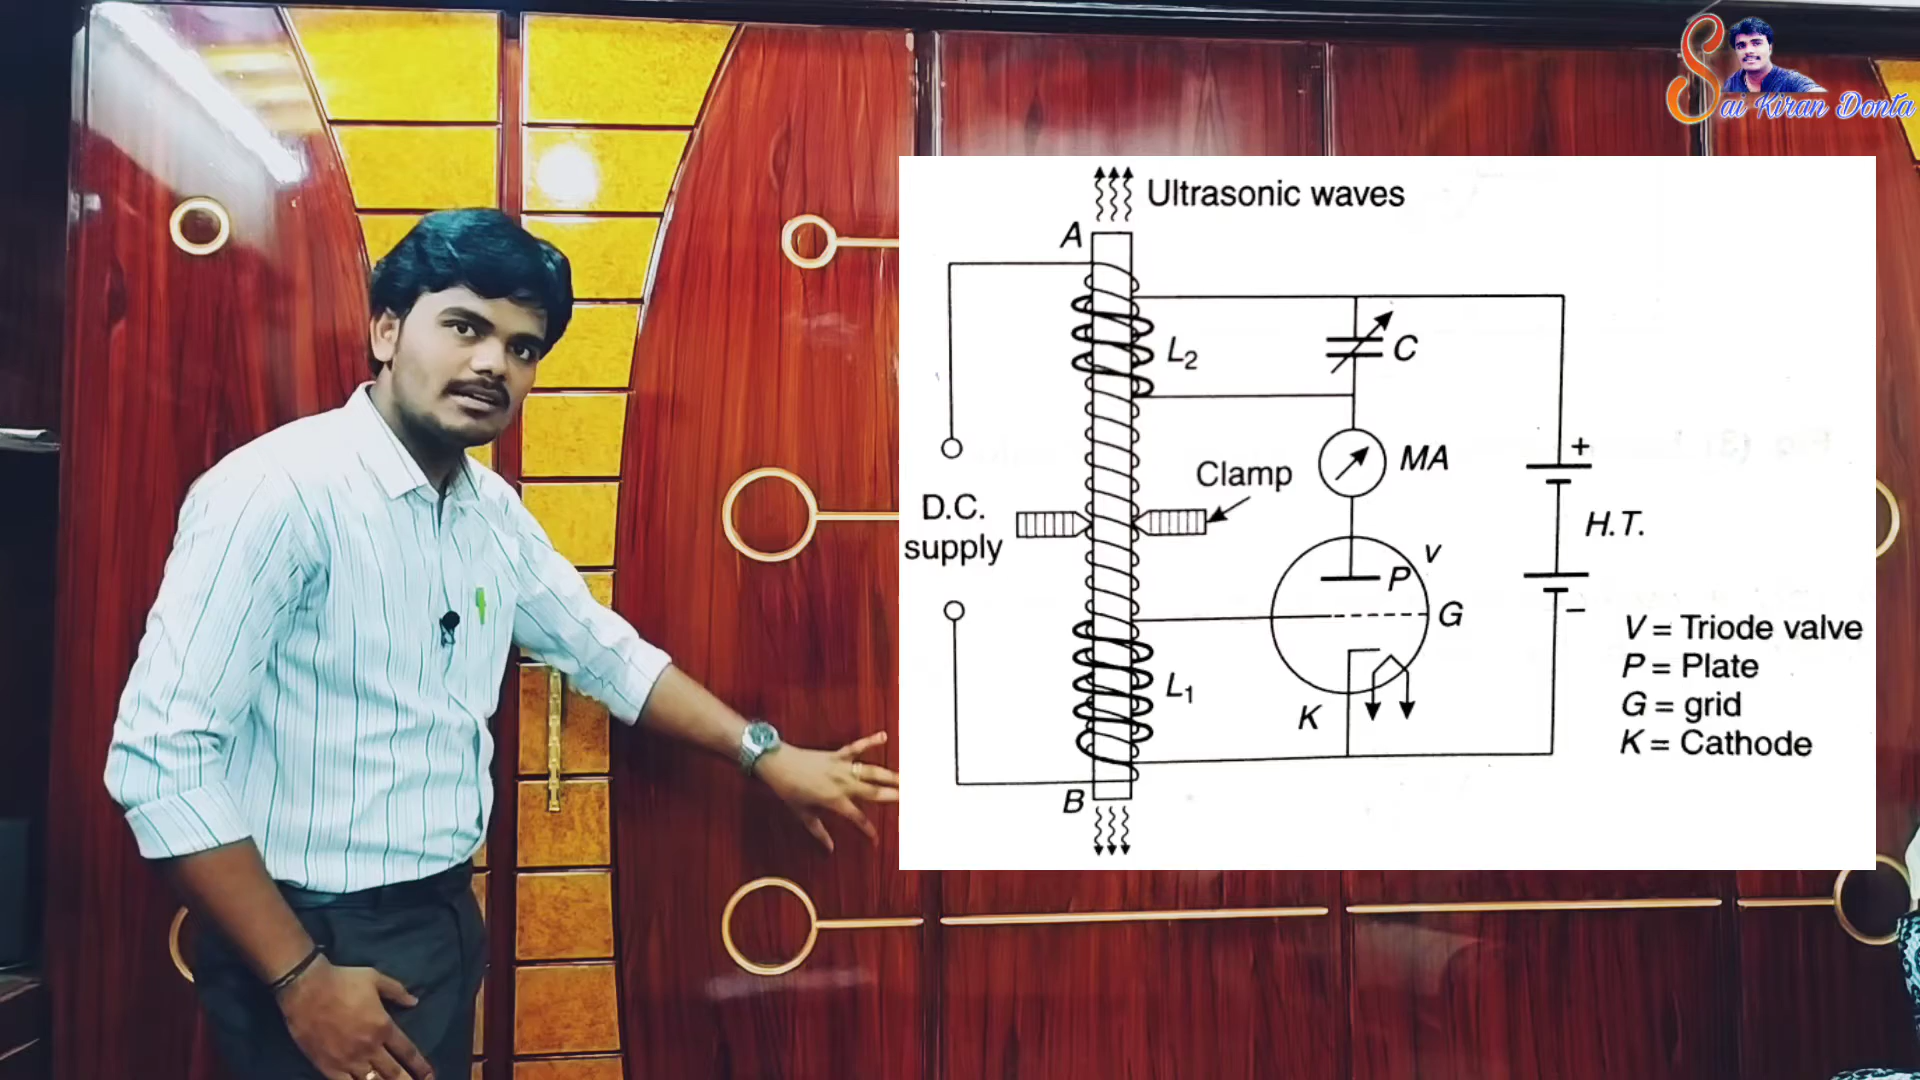 Sai Kiran Donta
Ultrasonic waves
A
L2
C
+
MA
Clamp
D.C.
supply
H.T.
V
P
G
–
V = Triode valve
P = Plate
G = grid
K = Cathode
L1
K
B